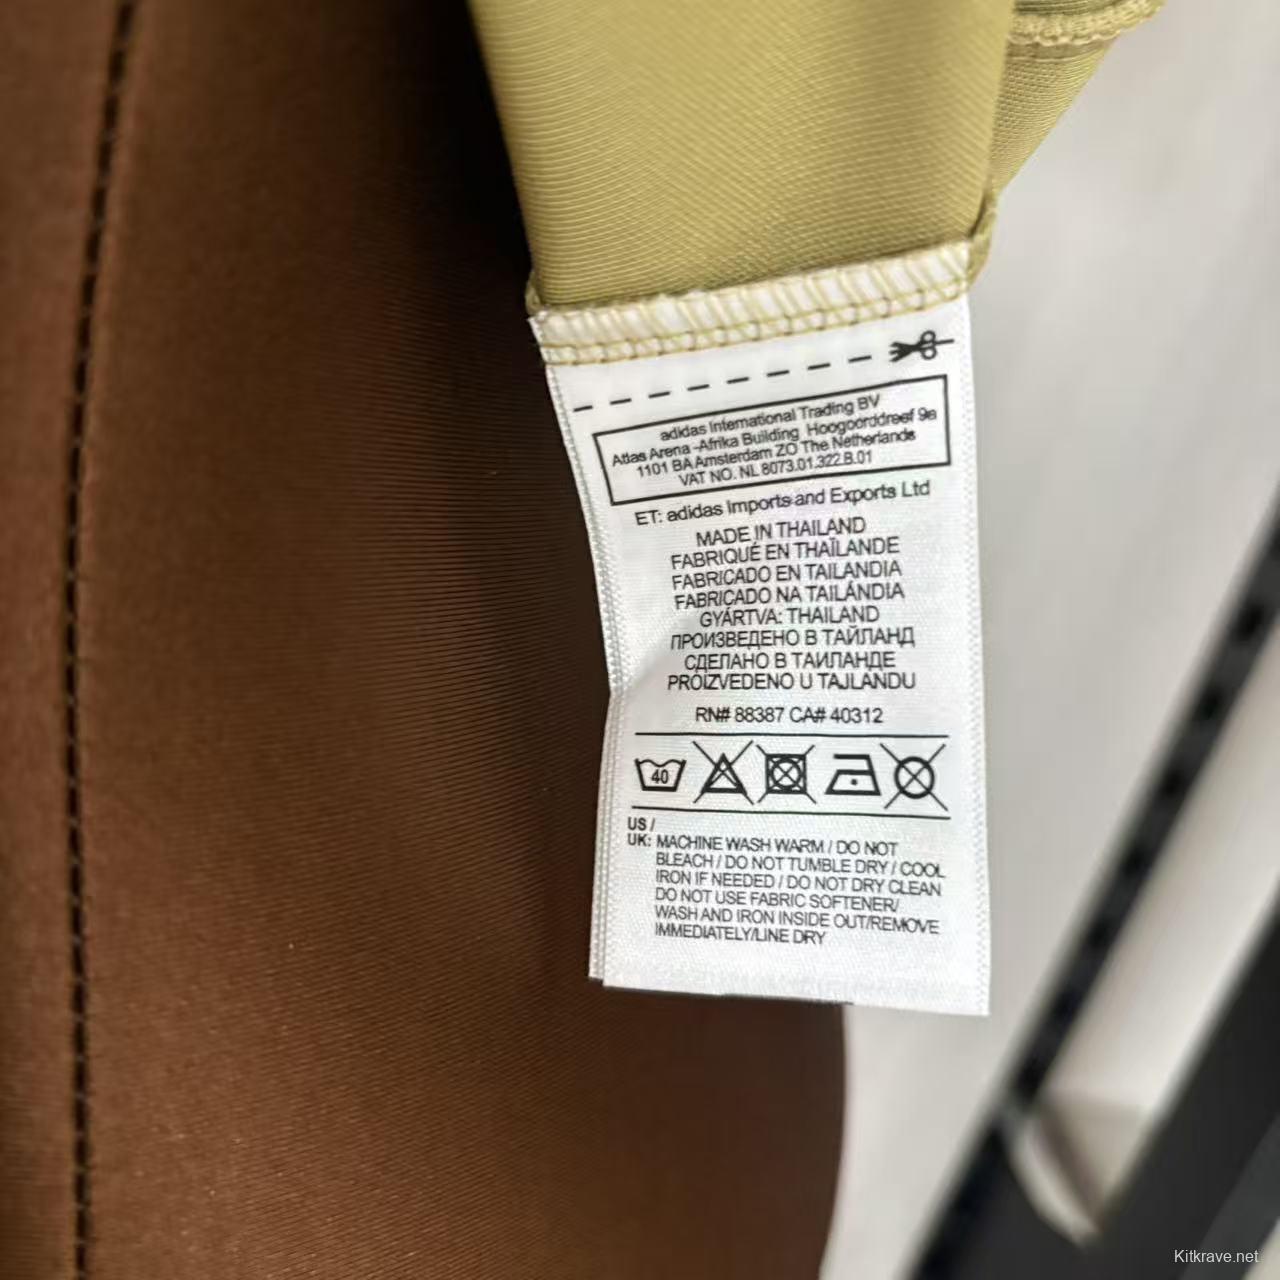 adidas International Trading BV
Atlas Arena -Afrika Building Hoogoorddreef 9a
1101 BA Amsterdam ZO The Netherlands
VAT NO. NL 8073.01.322.B.01
ET: adidas Imports and Exports Ltd
MADE IN THAILAND
FABRIQUÉ EN THAÏLANDE
FABRICADO EN TAILANDIA
FABRICADO NA TAILÁNDIA
GYÁRTVA: THAILAND
ПРОИЗВЕДЕНО В ТАЙЛАНД
СДЕЛАНО В ТАИЛАНДЕ
PROIZVEDENO U TAJLANDU
RN# 88387 CA# 40312
40
US /
UK: MACHINE WASH WARM / DO NOT
BLEACH / DO NOT TUMBLE DRY / COOL
IRON IF NEEDED / DO NOT DRY CLEAN
DO NOT USE FABRIC SOFTENER/
WASH AND IRON INSIDE OUT/REMOVE
IMMEDIATELY/LINE DRY
Kitkrave.net